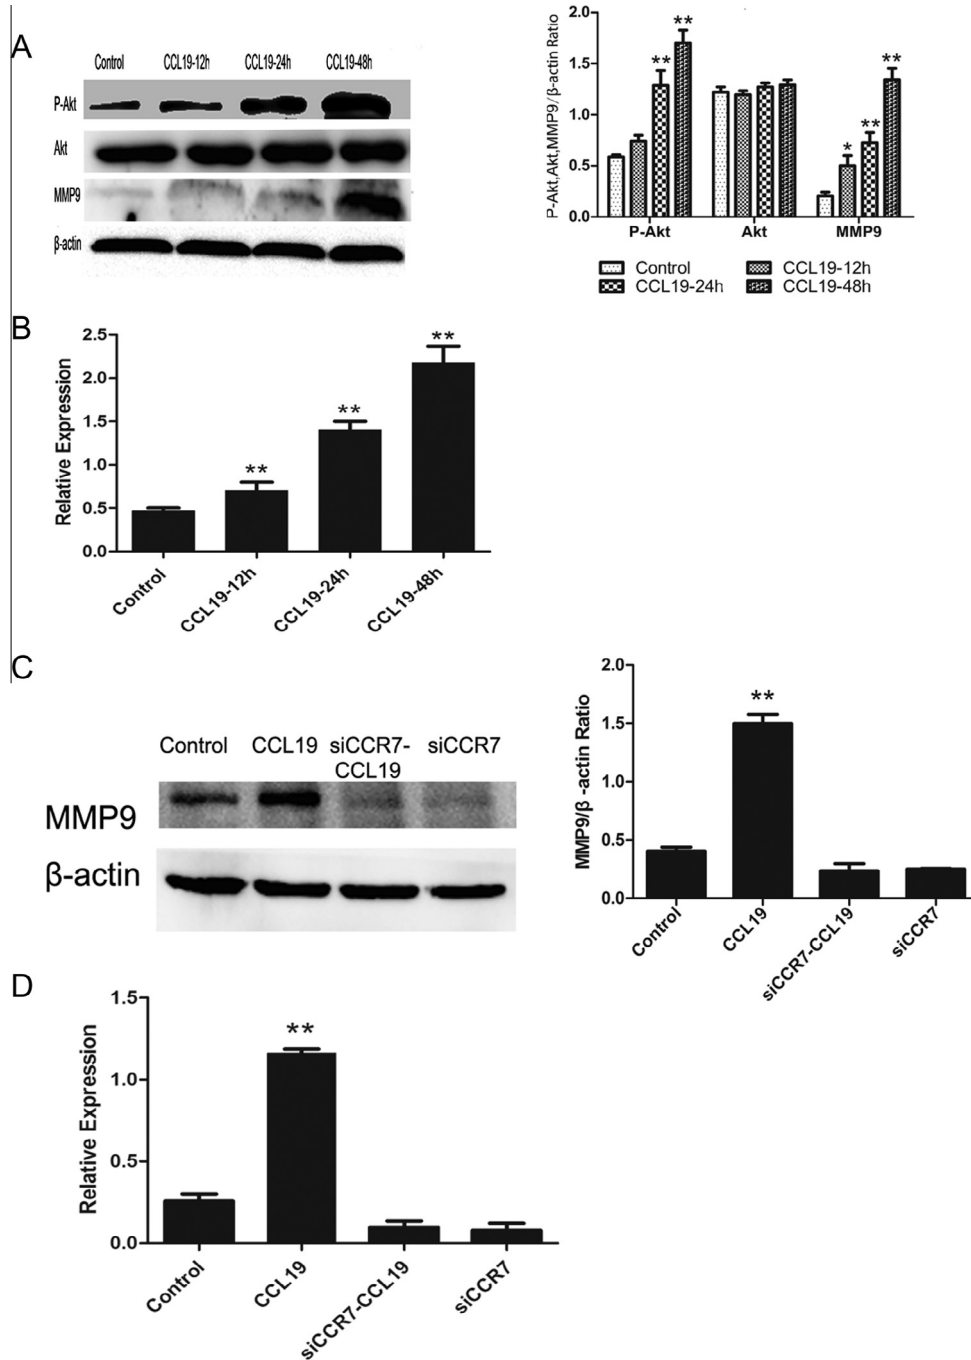 A
Control CCL19-12h CCL19-24h CCL19-48h
P-Akt
Akt
MMP9
β-actin
P-Akt,Akt,MMP9/β-actin Ratio
2.0
1.5
1.0
0.5
0.0
** ** * ** **
P-Akt Akt MMP9
Control CCL19-12h
CCL19-24h CCL19-48h
B
Relative Expression
2.5
2.0
1.5
1.0
0.5
0.0
** ** **
Control CCL19-12h CCL19-24h CCL19-48h
C
Control CCL19 siCCR7-CCL19 siCCR7
MMP9
β-actin
MMP9/β -actin Ratio
2.0
1.5
1.0
0.5
0.0
**
Control CCL19 siCCR7-CCL19 siCCR7
D
Relative Expression
1.5
1.0
0.5
0.0
**
Control CCL19 siCCR7-CCL19 siCCR7